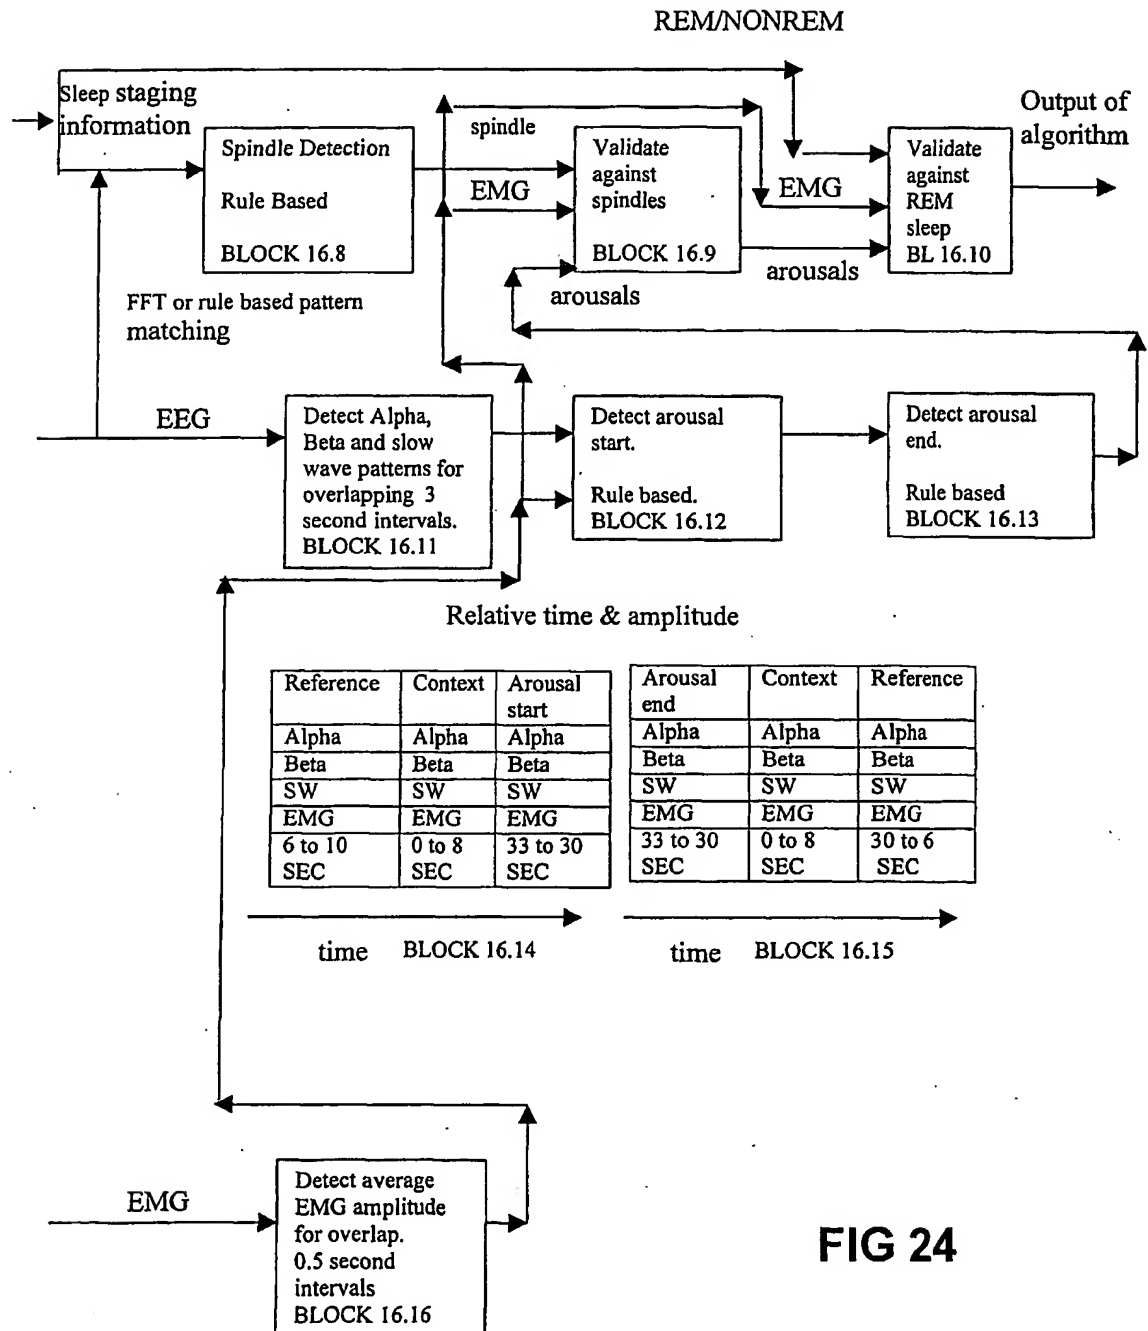 REM/NONREM
Sleep staging
information
Output of
algorithm
Spindle Detection
Rule Based
BLOCK 16.8
spindle
EMG
Validate
against
spindles
BLOCK 16.9
EMG
Validate
against
REM
sleep
BL 16.10
arousals
arousals
FFT or rule based pattern
matching
EEG
Detect Alpha,
Beta and slow
wave patterns for
overlapping 3
second intervals.
BLOCK 16.11
Detect arousal
start.
Rule based.
BLOCK 16.12
Detect arousal
end.
Rule based
BLOCK 16.13
Relative time & amplitude
Reference Context Arousal
start
Alpha Alpha Alpha
Beta Beta Beta
SW SW SW
EMG EMG EMG
6 to 10 0 to 8 33 to 30
SEC SEC SEC
Arousal Context Reference
end
Alpha Alpha Alpha
Beta Beta Beta
SW SW SW
EMG EMG EMG
33 to 30 0 to 8 30 to 6
SEC SEC SEC
time BLOCK 16.14
time BLOCK 16.15
EMG
Detect average
EMG amplitude
for overlap.
0.5 second
intervals
BLOCK 16.16
FIG 24